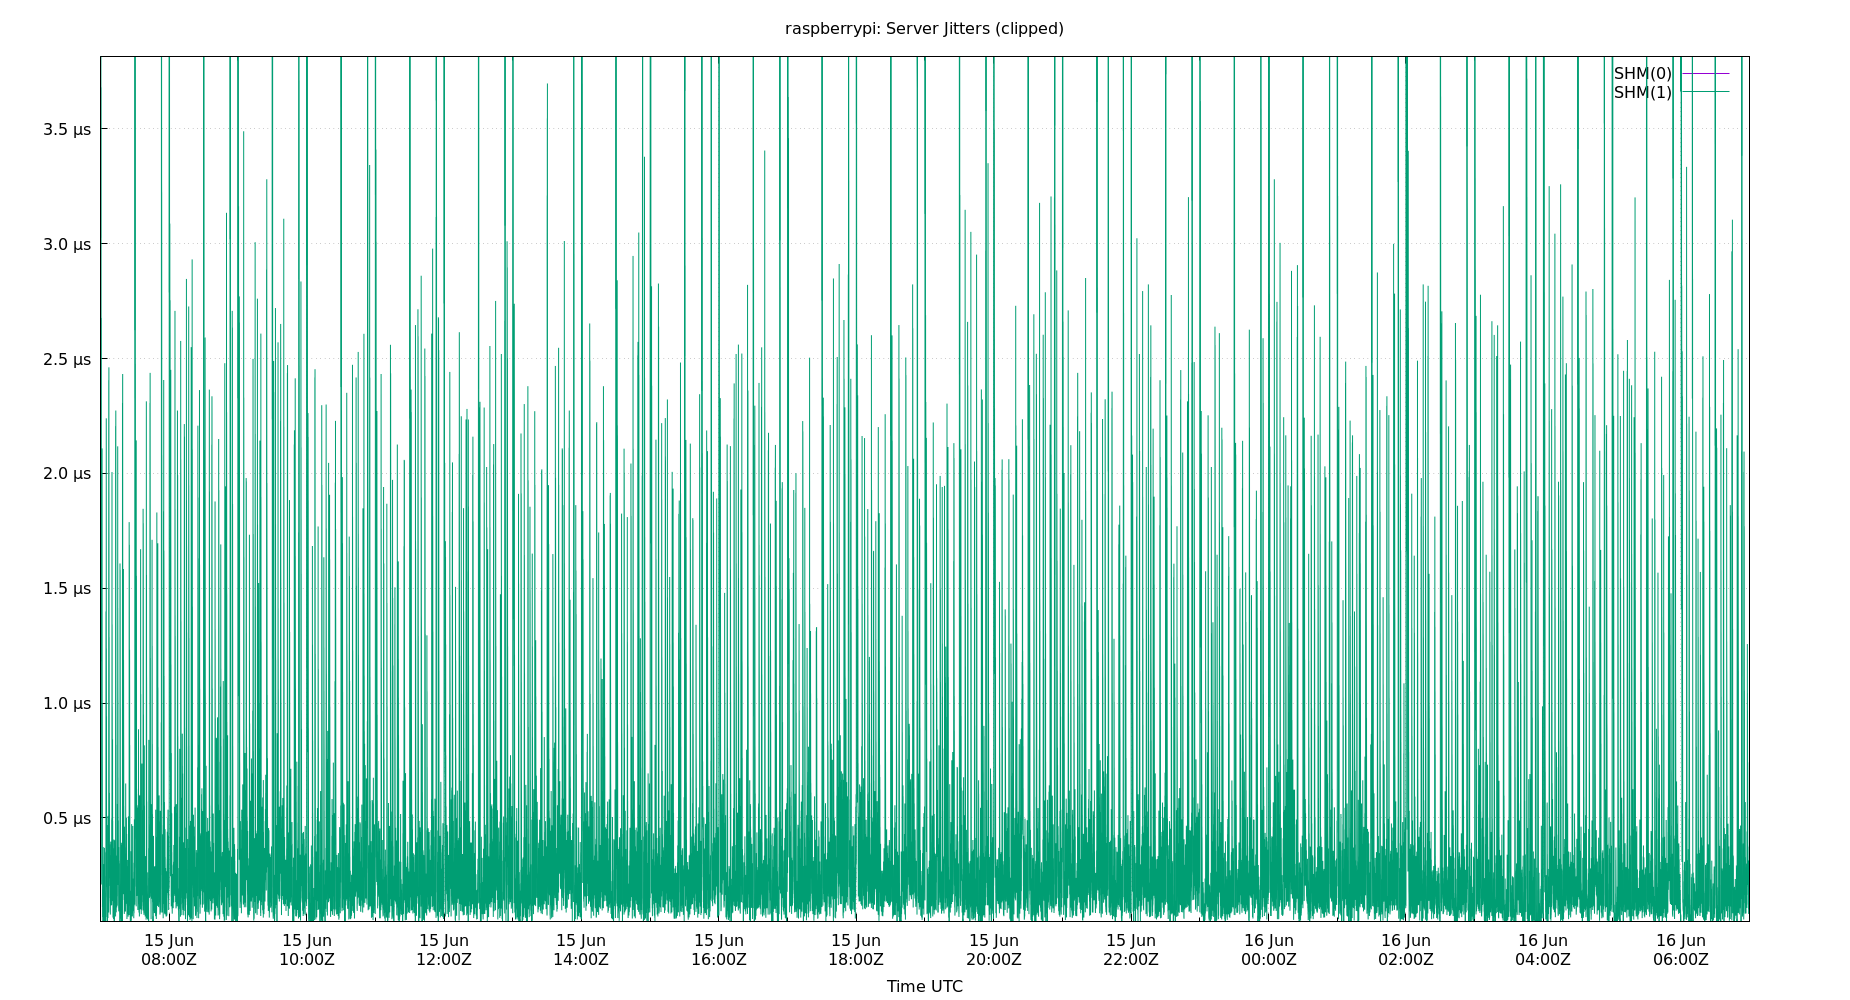 raspberrypi: Server Jitters (clipped)
SHM(0)
SHM(1)
3.5 µs
3.0 µs
2.5 µs
2.0 µs
1.5 µs
1.0 µs
0.5 µs
15 Jun 15 Jun 15 Jun 15 Jun 15 Jun 15 Jun 15 Jun 15 Jun 16 Jun 16 Jun 16 Jun 16 Jun
08:00Z 10:00Z 12:00Z 14:00Z 16:00Z 18:00Z 20:00Z 22:00Z 00:00Z 02:00Z 04:00Z 06:00Z
Time UTC